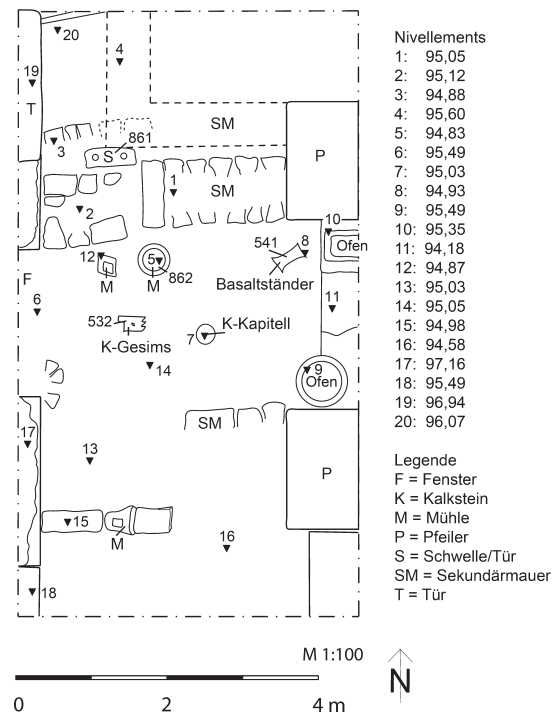 20
4
19
T
SM
861
3
S
P
1
SM
2
10
541
8
Ofen
12
5
862
M
M
Basaltständer
F
6
11
532
K-Kapitell
K-Gesims
7
14
9
Ofen
SM
17
13
P
15
M
16
18
Nivellements
1: 95,05
2: 95,12
3: 94,88
4: 95,60
5: 94,83
6: 95,49
7: 95,03
8: 94,93
9: 95,49
10: 95,35
11: 94,18
12: 94,87
13: 95,03
14: 95,05
15: 94,98
16: 94,58
17: 97,16
18: 95,49
19: 96,94
20: 96,07
Legende
F = Fenster
K = Kalkstein
M = Mühle
P = Pfeiler
S = Schwelle/Tür
SM = Sekundärmauer
T = Tür
M 1:100
N
0 2 4 m